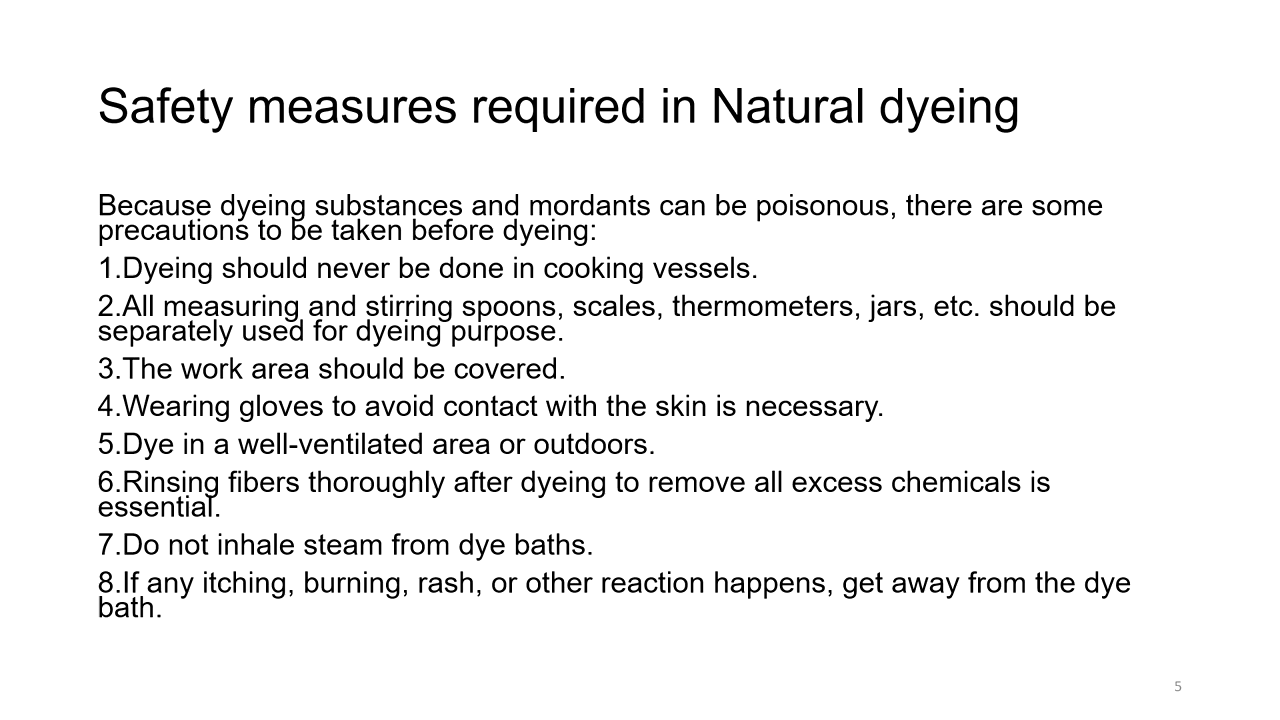 Safety measures required in Natural dyeing
Because dyeing substances and mordants can be poisonous, there are some
precautions to be taken before dyeing:
1.Dyeing should never be done in cooking vessels.
2.All measuring and stirring spoons, scales, thermometers, jars, etc. should be
separately used for dyeing purpose.
3.The work area should be covered.
4.Wearing gloves to avoid contact with the skin is necessary.
5.Dye in a well-ventilated area or outdoors.
6.Rinsing fibers thoroughly after dyeing to remove all excess chemicals is
essential.
7.Do not inhale steam from dye baths.
8.If any itching, burning, rash, or other reaction happens, get away from the dye
bath.
5